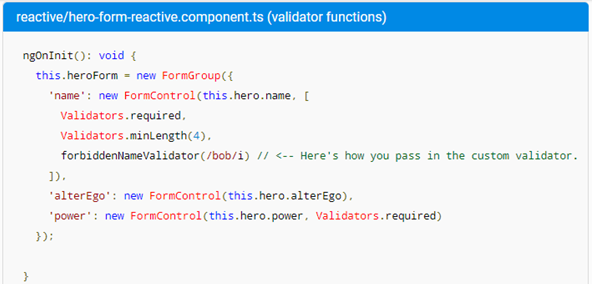 reactive/hero-form-reactive.component.ts (validator functions)
ngOnInit(): void {
  this.heroForm = new FormGroup({
    'name': new FormControl(this.hero.name, [
      Validators.required,
      Validators.minLength(4),
      forbiddenNameValidator(/bob/i) // <-- Here's how you pass in the custom validator.
    ]),
    'alterEgo': new FormControl(this.hero.alterEgo),
    'power': new FormControl(this.hero.power, Validators.required)
  });
}